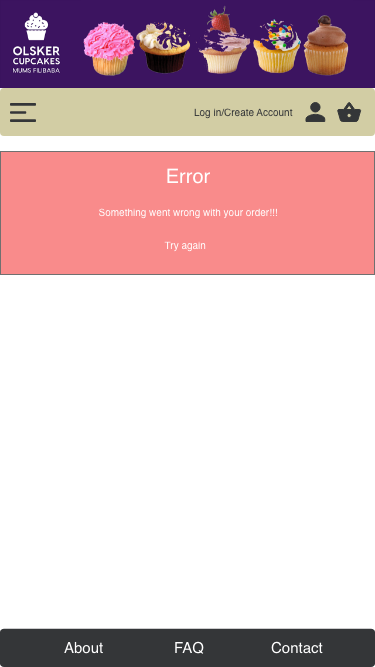 OLSKER
CUPCAKES
MUMS FILIBABA
Log in/Create Account
Error
Something went wrong with your order!!!
Try again
About FAQ Contact